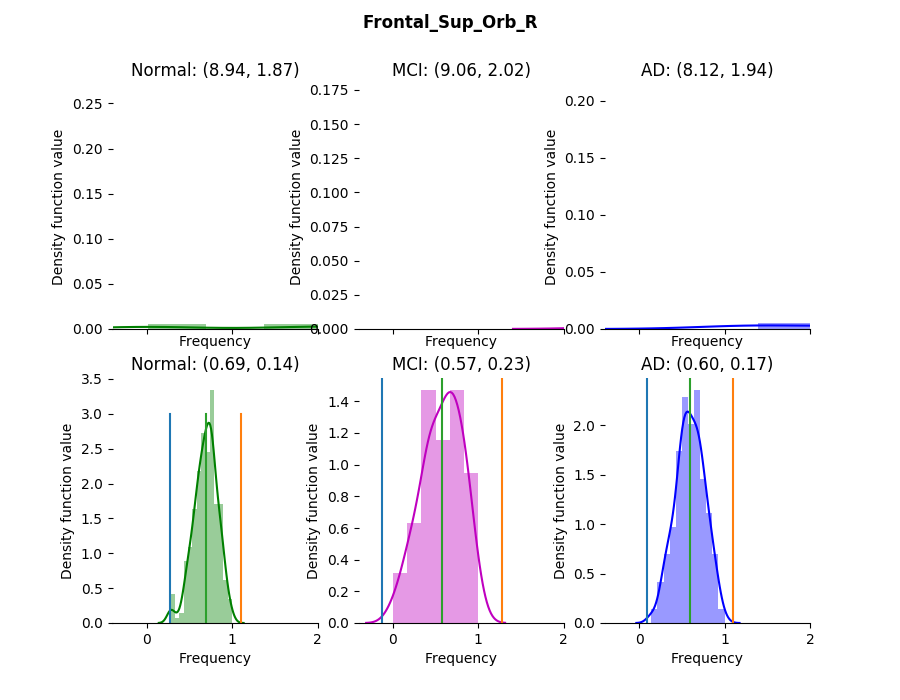 Frontal_Sup_Orb_R
Normal: (8.94, 1.87)
MCI: (9.06, 2.02)
AD: (8.12, 1.94)
Density function value
0.25
0.20
0.15
0.10
0.05
0.00
Frequency
Density function value
0.175
0.150
0.125
0.100
0.075
0.050
0.025
0.000
Frequency
Density function value
0.20
0.15
0.10
0.05
0.00
Frequency
Normal: (0.69, 0.14)
MCI: (0.57, 0.23)
AD: (0.60, 0.17)
Density function value
3.5
3.0
2.5
2.0
1.5
1.0
0.5
0.0
0 1 2
Frequency
Density function value
1.4
1.2
1.0
0.8
0.6
0.4
0.2
0.0
0 1 2
Frequency
Density function value
2.0
1.5
1.0
0.5
0.0
0 1 2
Frequency